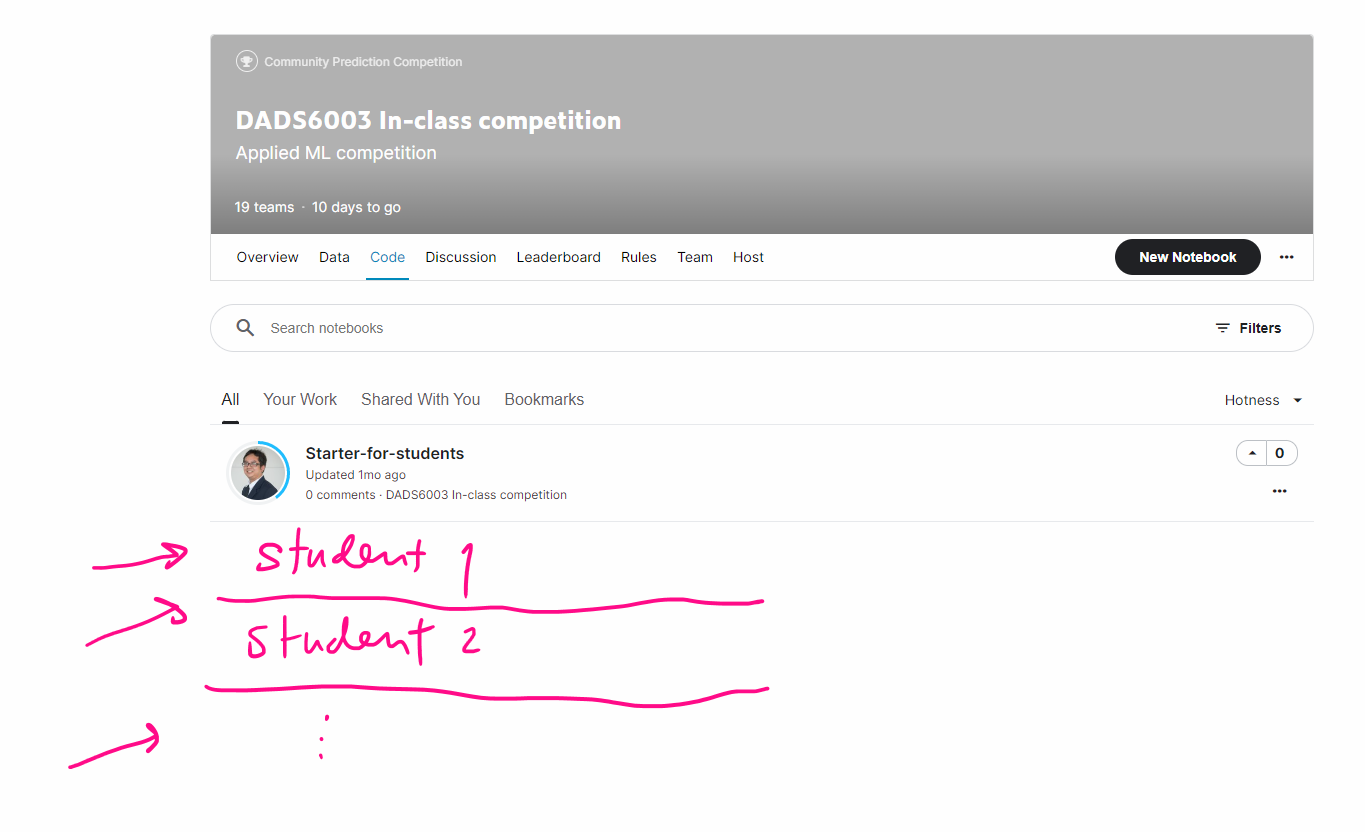 Community Prediction Competition
DADS6003 In-class competition
Applied ML competition
19 teams · 10 days to go
Overview Data Code Discussion Leaderboard Rules Team Host New Notebook
Search notebooks Filters
All Your Work Shared With You Bookmarks Hotness
Starter-for-students 0
Updated 1mo ago
0 comments · DADS6003 In-class competition
student 1
student 2